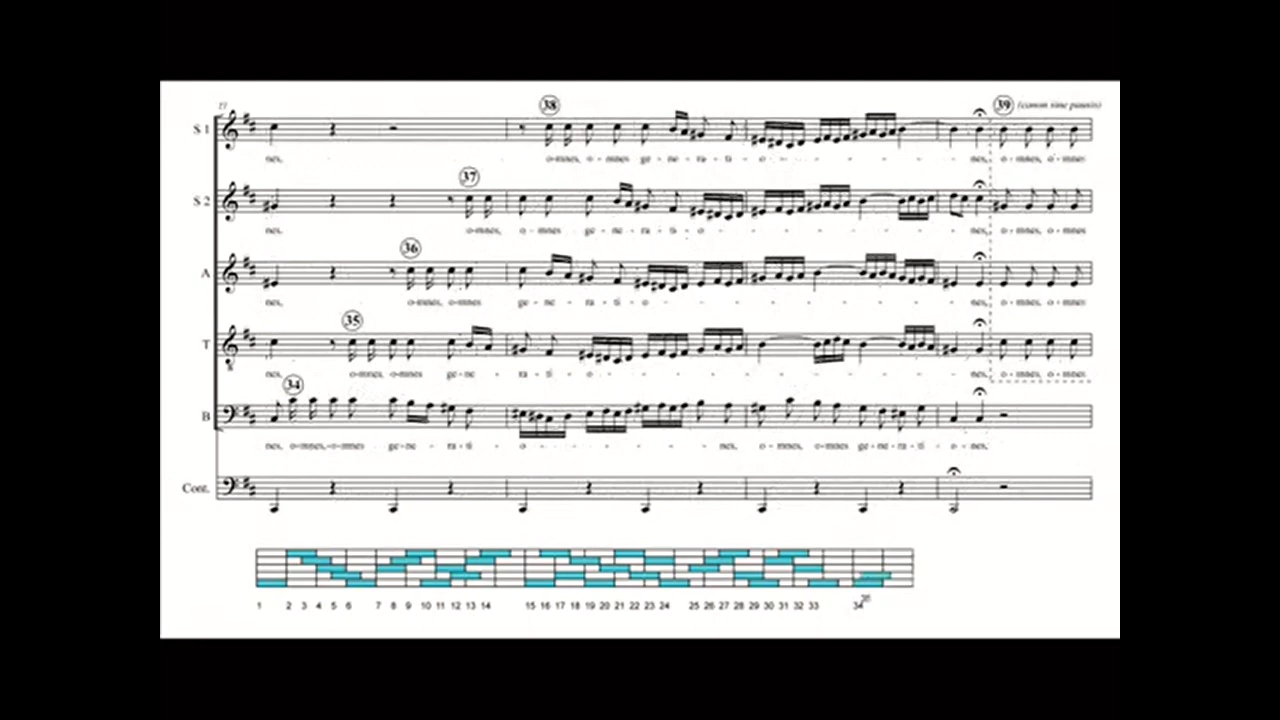 38
39 (canon sine pausis)
S 1
nes, o-mnes, o-mnes ge-ne-ra-ti-o - - - - - nes, o-mnes, o-mnes
37
S 2
nes. o-mnes, o-mnes ge-ne-ra-ti-o - - - - - nes, o-mnes, o-mnes
36
A
nes, o-mnes, o-mnes ge-ne-ra-ti-o - - - - - nes, o-mnes, o-mnes
35
T
nes, o-mnes, o-mnes ge-ne-ra-ti-o - - - - - nes, o-mnes, o-mnes
34
B
nes, o-mnes,-o-mnes ge-ne-ra-ti-o - - - - - nes, o-mnes, o-mnes ge-ne-ra-ti-o-nes,
Cont.
1 2 3 4 5 6 7 8 9 10 11 12 13 14 15 16 17 18 19 20 21 22 23 24 25 26 27 28 29 30 31 32 33 34 35